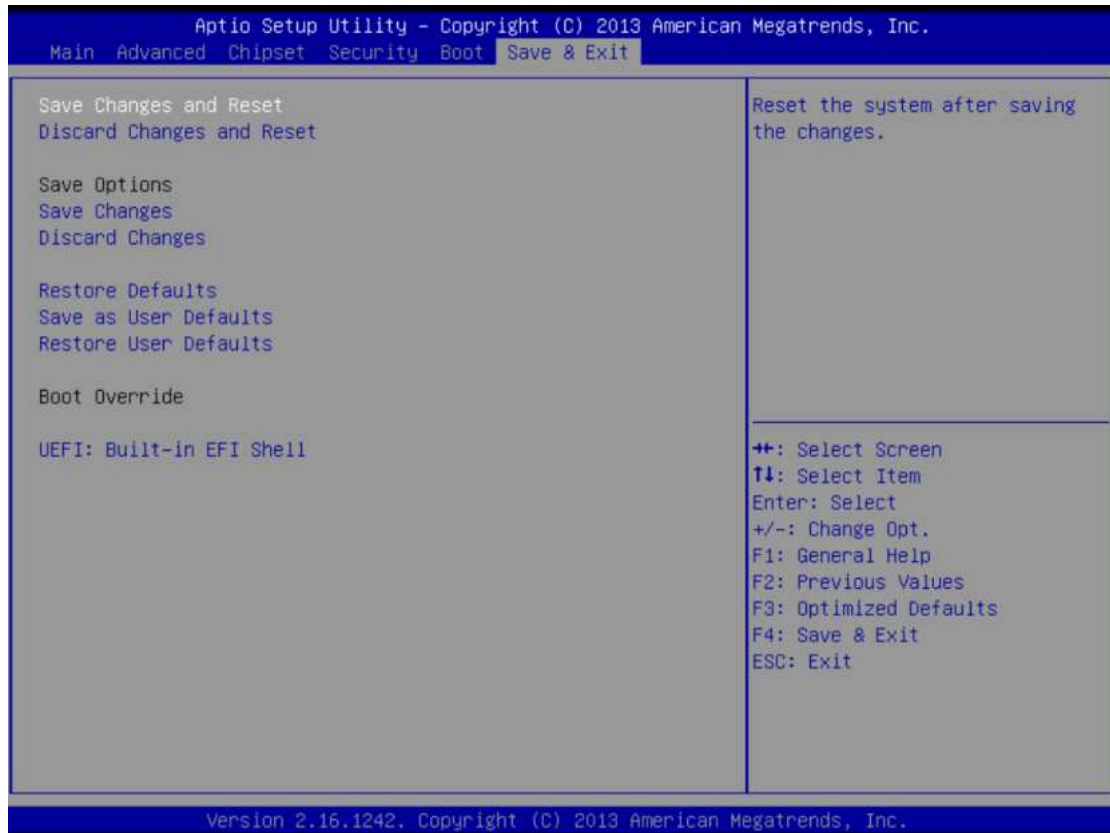 Aptio Setup Utility – Copyright (C) 2013 American Megatrends, Inc.
Main Advanced Chipset Security Boot Save & Exit
Save Changes and Reset
Discard Changes and Reset
Save Options
Save Changes
Discard Changes
Restore Defaults
Save as User Defaults
Restore User Defaults
Boot Override
UEFI: Built-in EFI Shell
Reset the system after saving
the changes.
→←: Select Screen
↑↓: Select Item
Enter: Select
+/-: Change Opt.
F1: General Help
F2: Previous Values
F3: Optimized Defaults
F4: Save & Exit
ESC: Exit
Version 2.16.1242. Copyright (C) 2013 American Megatrends, Inc.